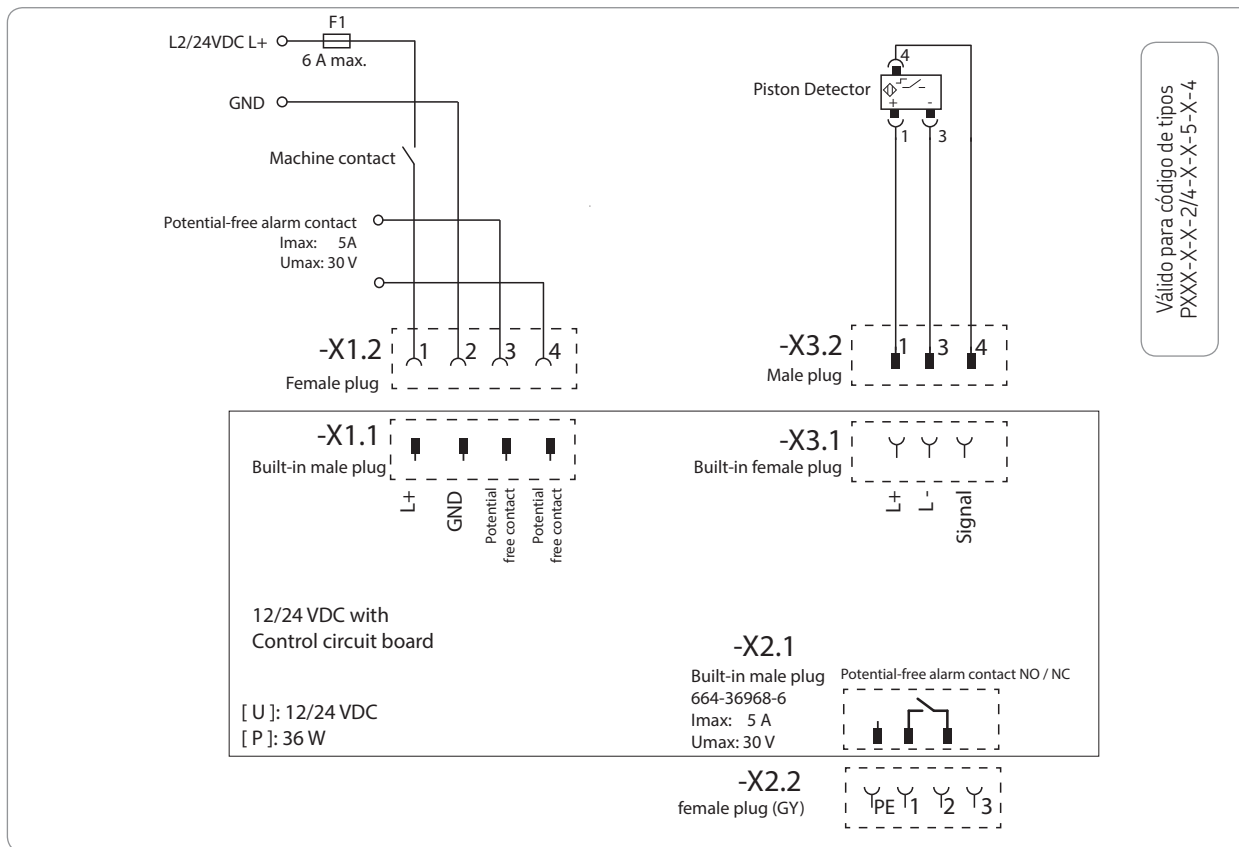 F1
L2/24VDC L+
6 A max.
GND
Machine contact
Potential-free alarm contact
Imax: 5A
Umax: 30 V
-X1.2
1 2 3 4
Female plug
4
Piston Detector
+ -
1 3
-X3.2
1 3 4
Male plug
Válido para código de tipos
PXXX-X-X-2/4-X-X-5-X-4
-X1.1
Built-in male plug
L+
GND
Potential
free contact
Potential
free contact
-X3.1
Built-in female plug
L+
L-
Signal
12/24 VDC with
Control circuit board
[ U ]: 12/24 VDC
[ P ]: 36 W
-X2.1
Built-in male plug
664-36968-6
Imax: 5 A
Umax: 30 V
Potential-free alarm contact NO / NC
-X2.2
female plug (GY)
PE 1 2 3